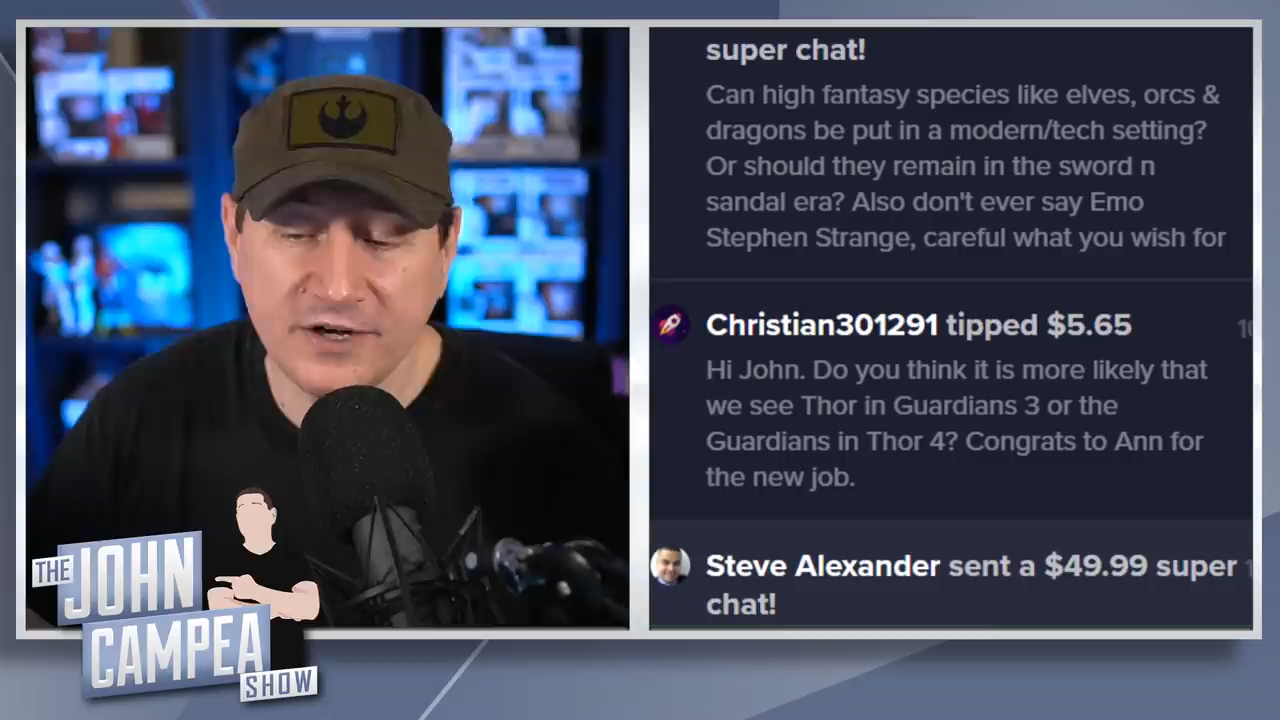 super chat!
Can high fantasy species like elves, orcs &
dragons be put in a modern/tech setting?
Or should they remain in the sword n
sandal era? Also don't ever say Emo
Stephen Strange, careful what you wish for
Christian301291 tipped $5.65
Hi John. Do you think it is more likely that
we see Thor in Guardians 3 or the
Guardians in Thor 4? Congrats to Ann for
the new job.
Steve Alexander sent a $49.99 super
chat!
THE
JOHN
CAMPEA
SHOW